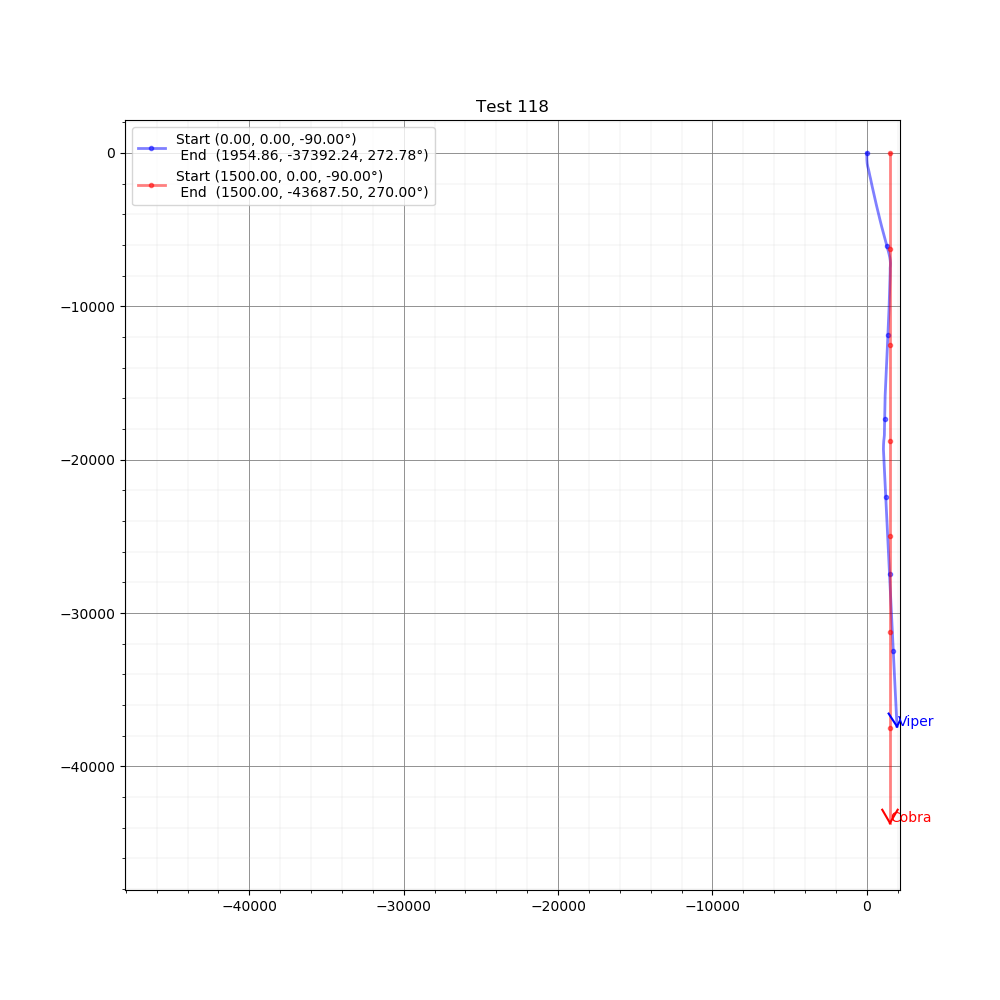 Test 118
Start (0.00, 0.00, -90.00°)
End  (1954.86, -37392.24, 272.78°)
Start (1500.00, 0.00, -90.00°)
End  (1500.00, -43687.50, 270.00°)
0
−10000
−20000
−30000
−40000
Viper
Cobra
−40000
−30000
−20000
−10000
0